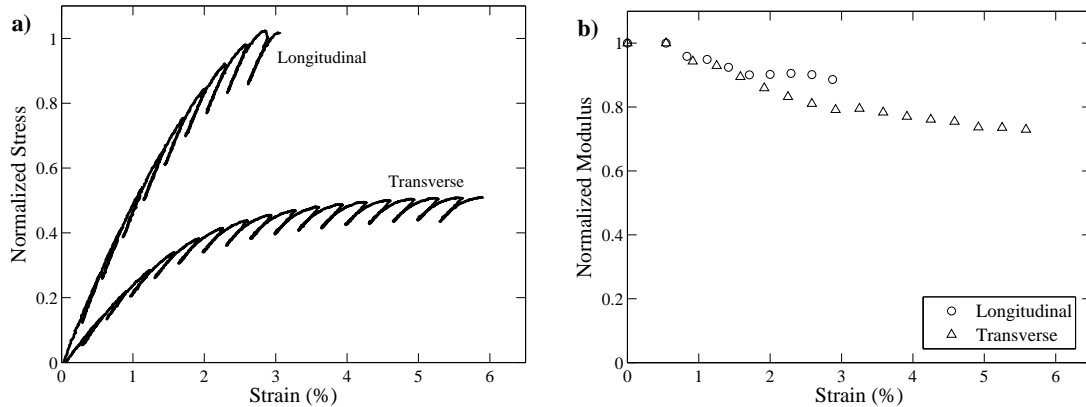 a)
1
0.8
0.6
0.4
0.2
0
0 1 2 3 4 5 6
Normalized Stress
Strain (%)
Longitudinal
Transverse
b)
1
0.8
0.6
0.4
0.2
0
0 1 2 3 4 5 6
Normalized Modulus
Strain (%)
Longitudinal
Transverse